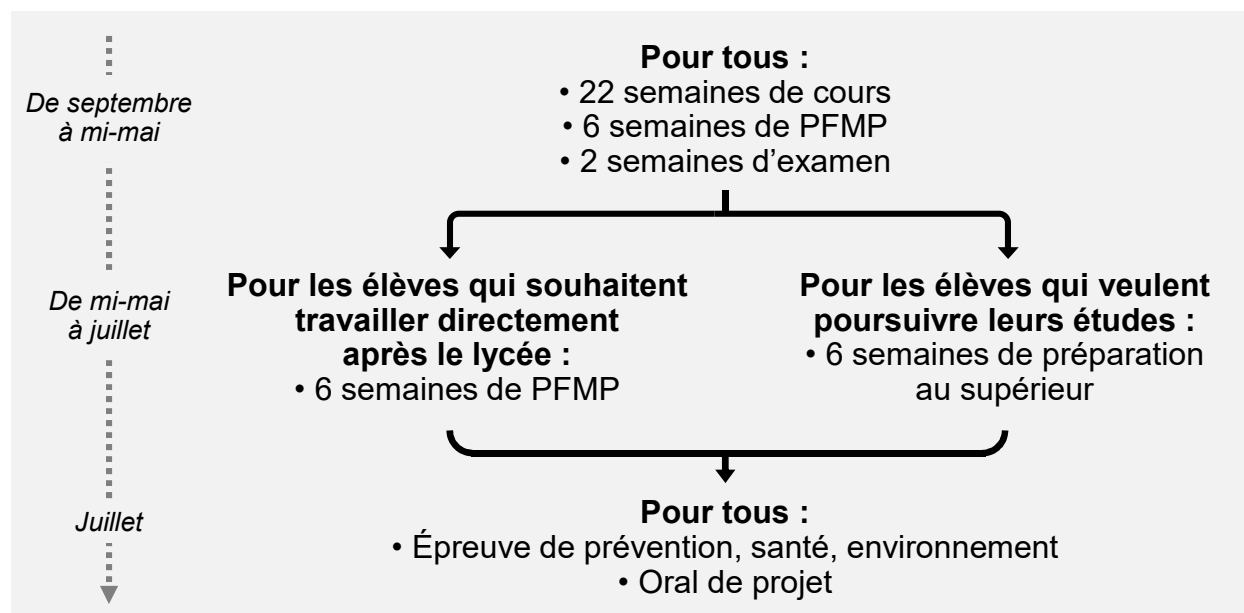 Pour tous :
• 22 semaines de cours
• 6 semaines de PFMP
• 2 semaines d’examen
De septembre
à mi-mai
Pour les élèves qui souhaitent
travailler directement
après le lycée :
• 6 semaines de PFMP
Pour les élèves qui veulent
poursuivre leurs études :
• 6 semaines de préparation
au supérieur
De mi-mai
à juillet
Pour tous :
• Épreuve de prévention, santé, environnement
• Oral de projet
Juillet